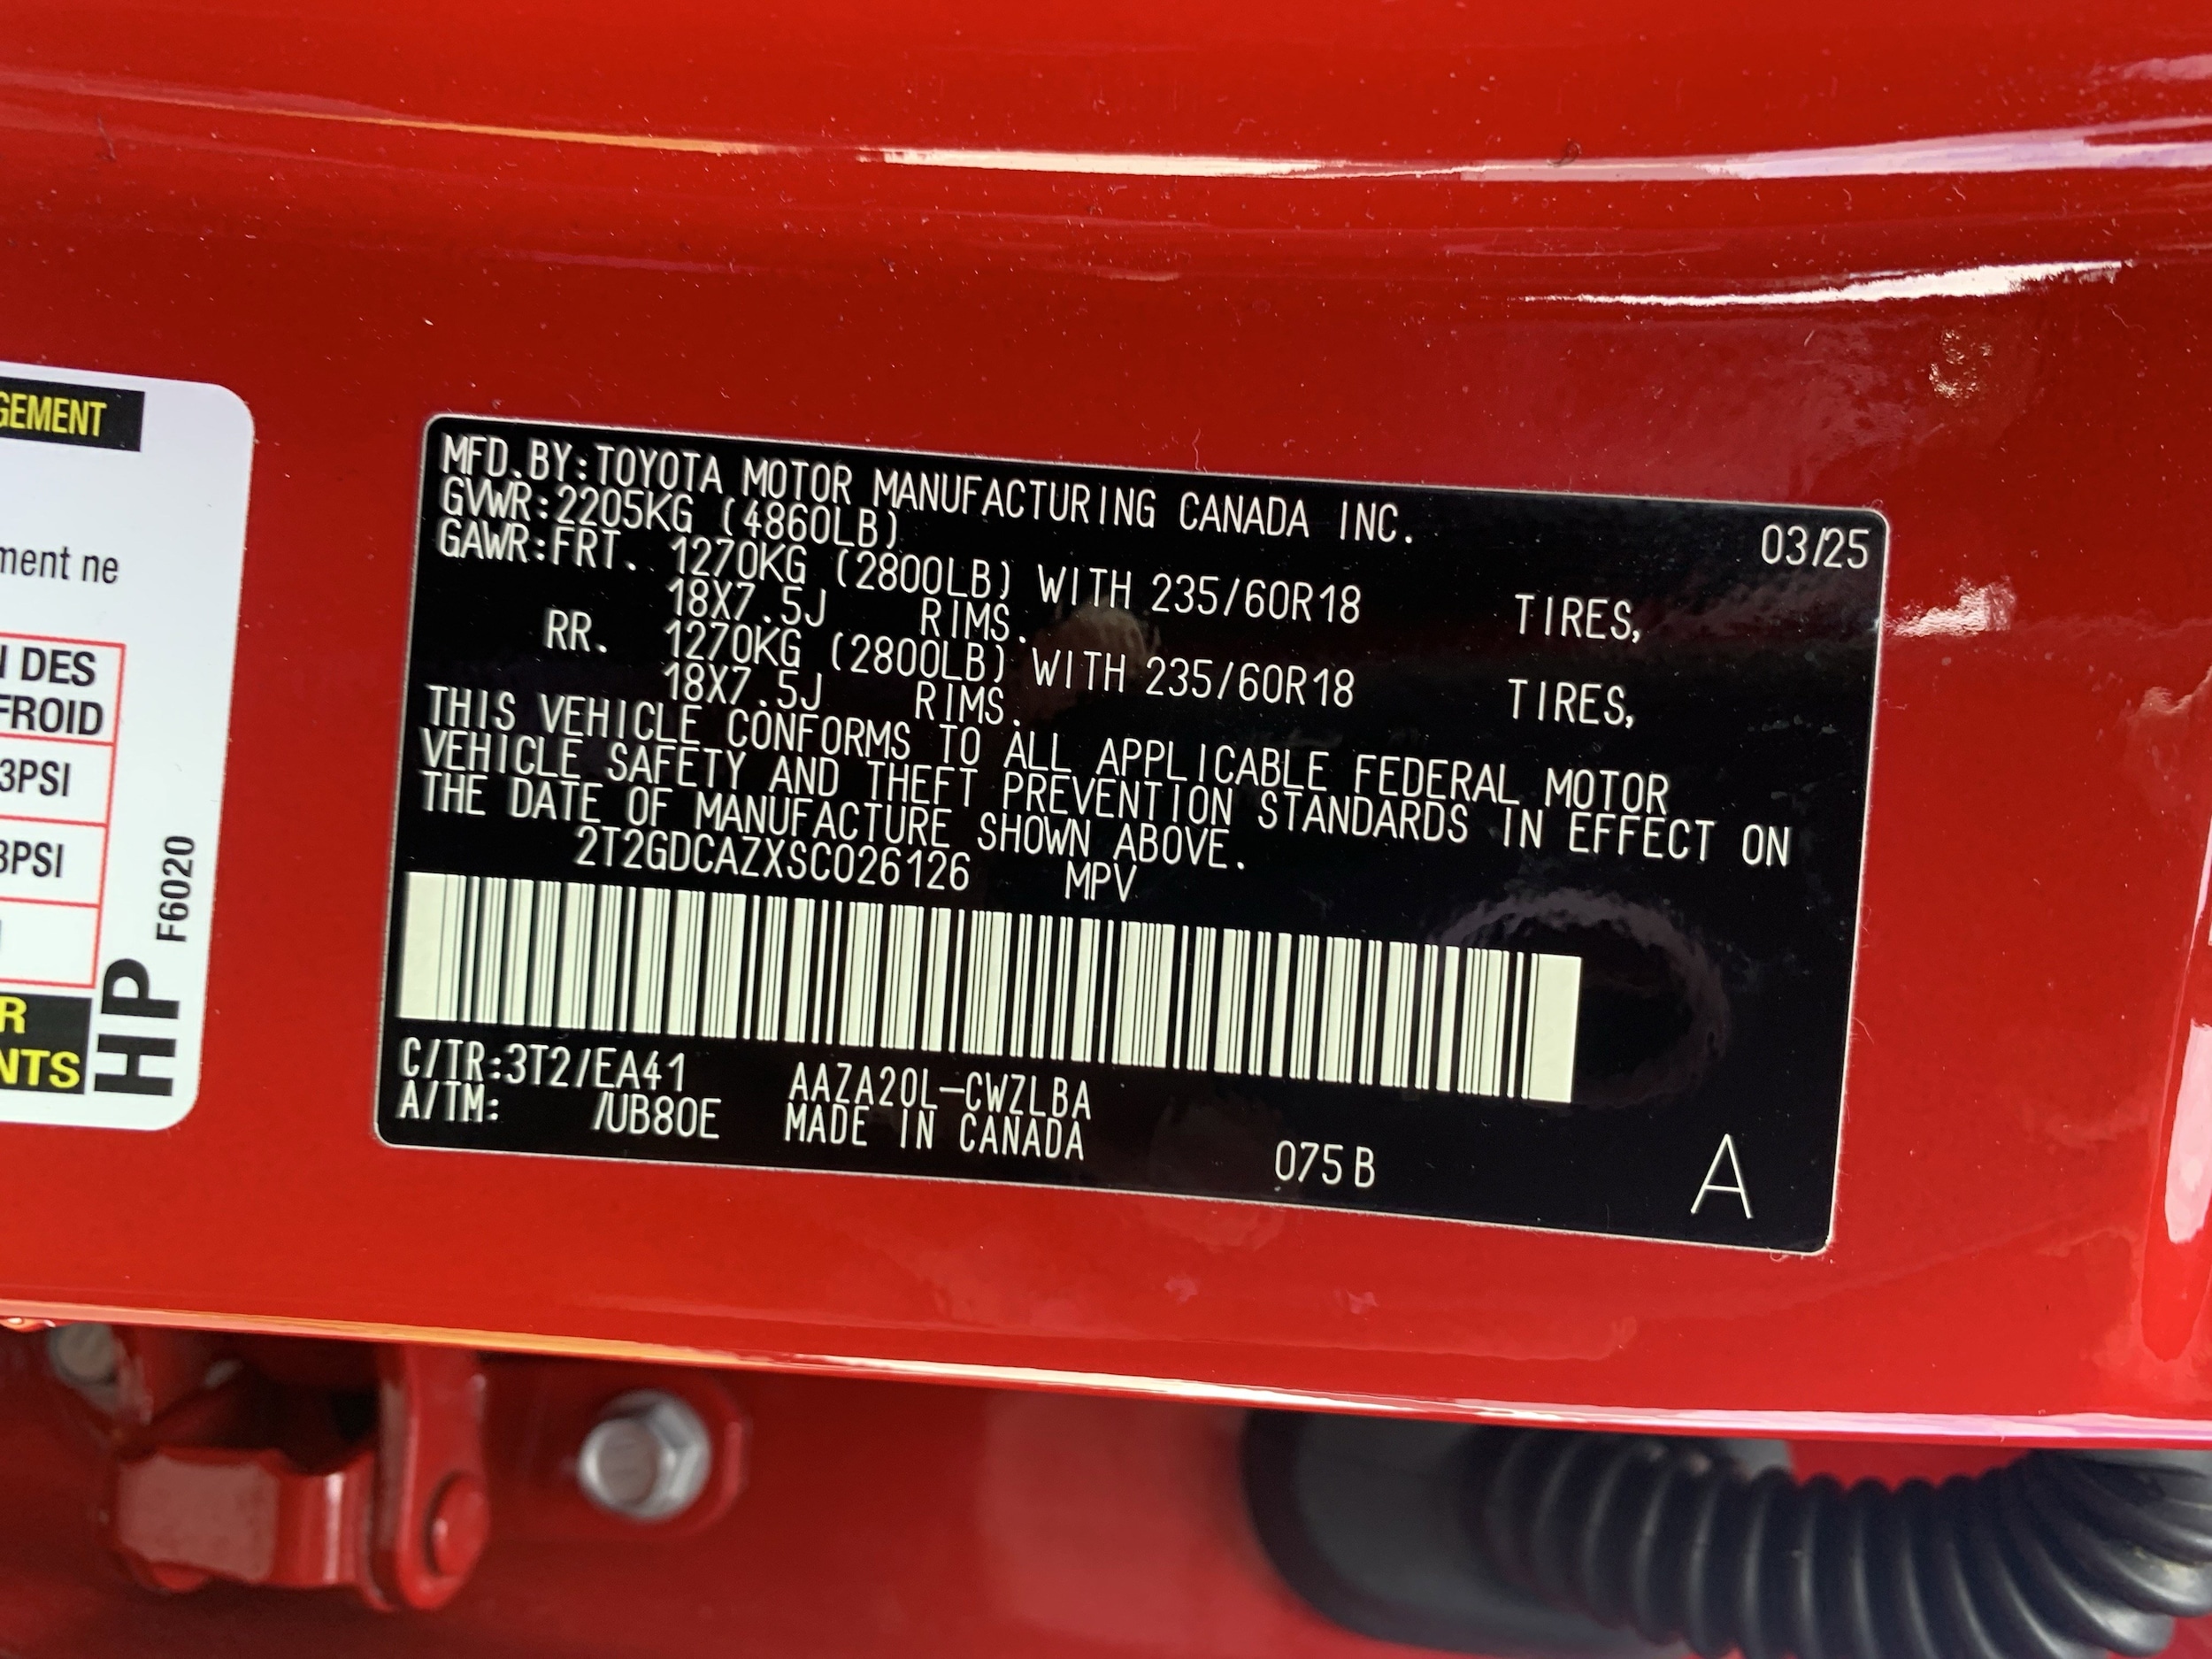 GEMENT
ment ne
DES
FROID
3PSI
3PSI
R
NTS
HP
F6020
MFD.BY:TOYOTA MOTOR MANUFACTURING CANADA INC.
03/25
GVWR:2205KG (4860LB)
GAWR:FRT. 1270KG (2800LB) WITH 235/60R18 TIRES,
18X7.5J RIMS.
RR. 1270KG (2800LB) WITH 235/60R18 TIRES,
18X7.5J RIMS.
THIS VEHICLE CONFORMS TO ALL APPLICABLE FEDERAL MOTOR
VEHICLE SAFETY AND THEFT PREVENTION STANDARDS IN EFFECT ON
THE DATE OF MANUFACTURE SHOWN ABOVE.
2T2GDCAZXSC026126 MPV
C/TR:3T2/EA41 AAZA20L-CWZLBA
A/TM: /UB80E MADE IN CANADA
075B
A